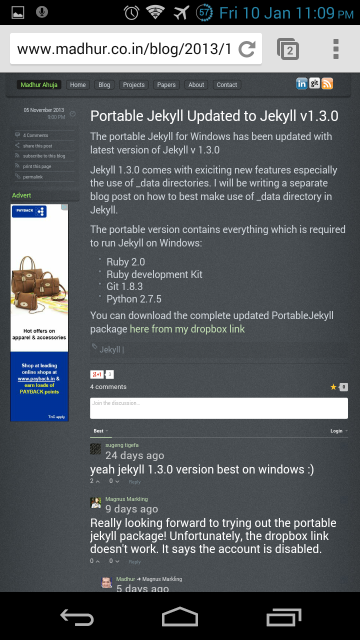 57 Fri 10 Jan 11:09 PM
www.madhur.co.in/blog/2013/1
2
Madhur Ahuja Home Blog Projects Papers About Contact
05 November 2013
4 Comments
share this post
subscribe to this blog
print this page
permalink
Advert
PAYBACK
Hot offers on
apparel & accessories
Shop at leading
online shops at
www.payback.in &
earn loads of
PAYBACK points
T&C apply
Portable Jekyll Updated to Jekyll v1.3.0
The portable Jekyll for Windows has been updated with
latest version of Jekyll v 1.3.0
Jekyll 1.3.0 comes with exiciting new features especially
the use of _data directories. I will be writing a separate
blog post on how to best make use of _data directory in
Jekyll.
The portable version contains everything which is required
to run Jekyll on Windows:
Ruby 2.0
Ruby development Kit
Git 1.8.3
Python 2.7.5
You can download the complete updated PortableJekyll
package here from my dropbox link
Jekyll |
4 comments
Join the discussion...
Best
Login
sugeng tigefa
24 days ago
yeah jekyll 1.3.0 version best on windows :)
2 0 Reply
Magnus Markling
9 days ago
Really looking forward to trying out the portable
jekyll package! Unfortunately, the dropbox link
doesn't work. It says the account is disabled.
0 0 Reply
Madhur Magnus Markling
5 days ago